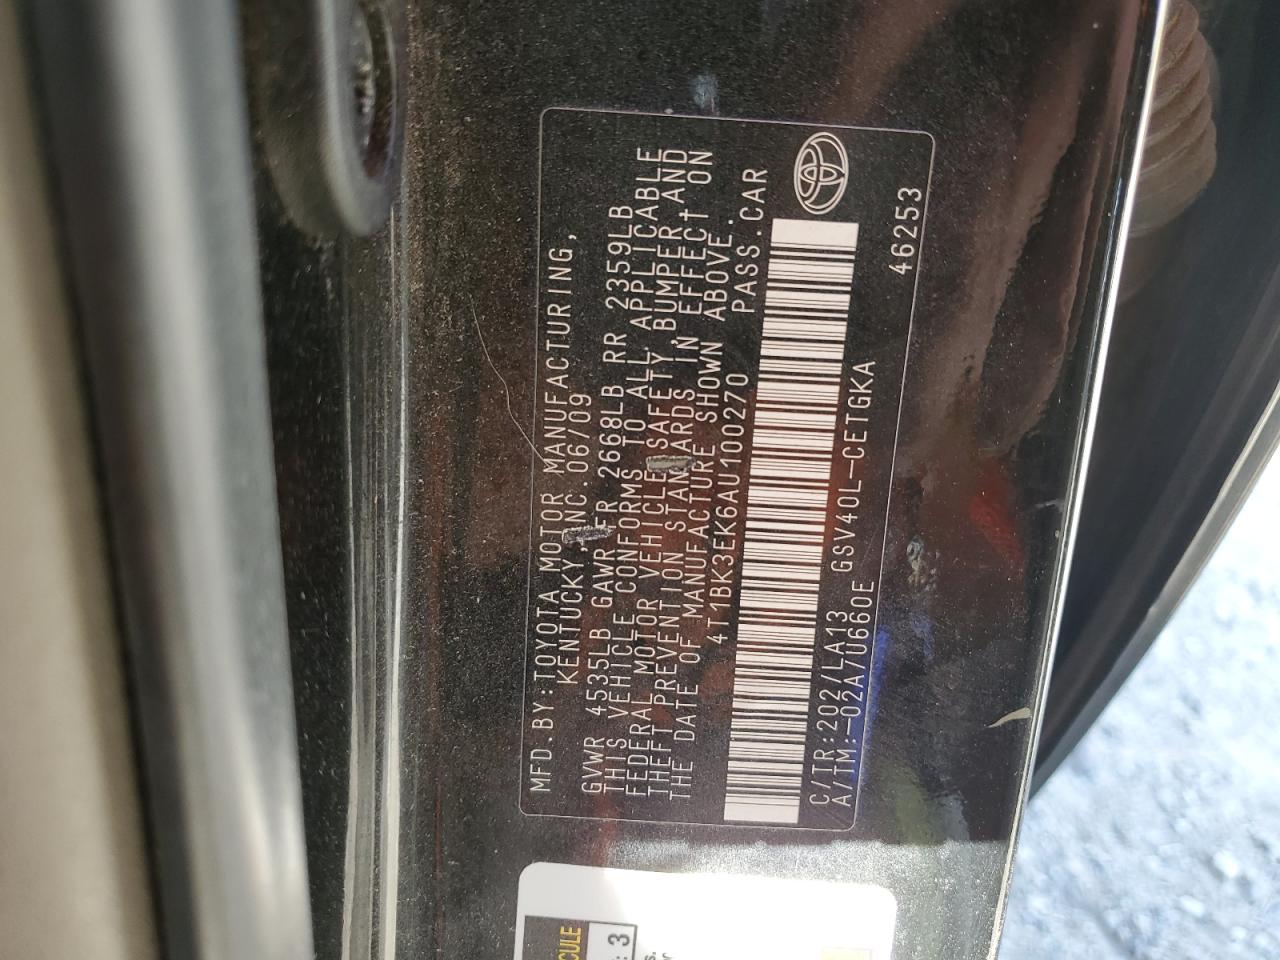 MFD.BY:TOYOTA MOTOR MANUFACTURING,
KENTUCKY,INC.06/09
GVWR 4535LB GAWR FR 2668LB RR 2359LB
THIS VEHICLE CONFORMS TO ALL APPLICABLE
FEDERAL MOTOR VEHICLE SAFETY,BUMPER,AND
THEFT PREVENTION STANDARDS IN EFFECT ON
THE DATE OF MANUFACTURE SHOWN ABOVE.
4T1BK3EK6AU100270 PASS.CAR
C/TR:202/LA13
A/TM:-02A/U660E GSV40L-CETGKA
46253
3